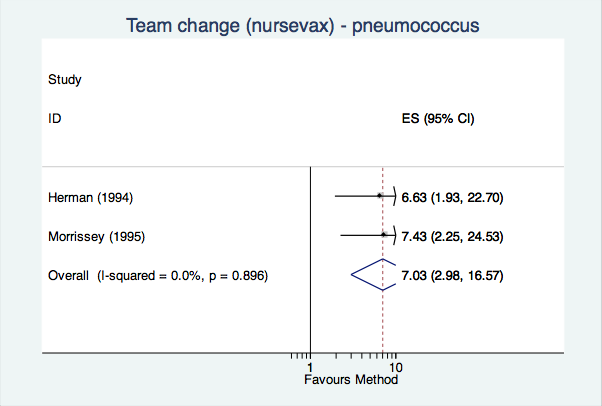 Team change (nursevax) - pneumococcus
Study
ID ES (95% CI)
Herman (1994) 6.63 (1.93, 22.70)
Morrissey (1995) 7.43 (2.25, 24.53)
Overall (I-squared = 0.0%, p = 0.896) 7.03 (2.98, 16.57)
1 10
Favours Method